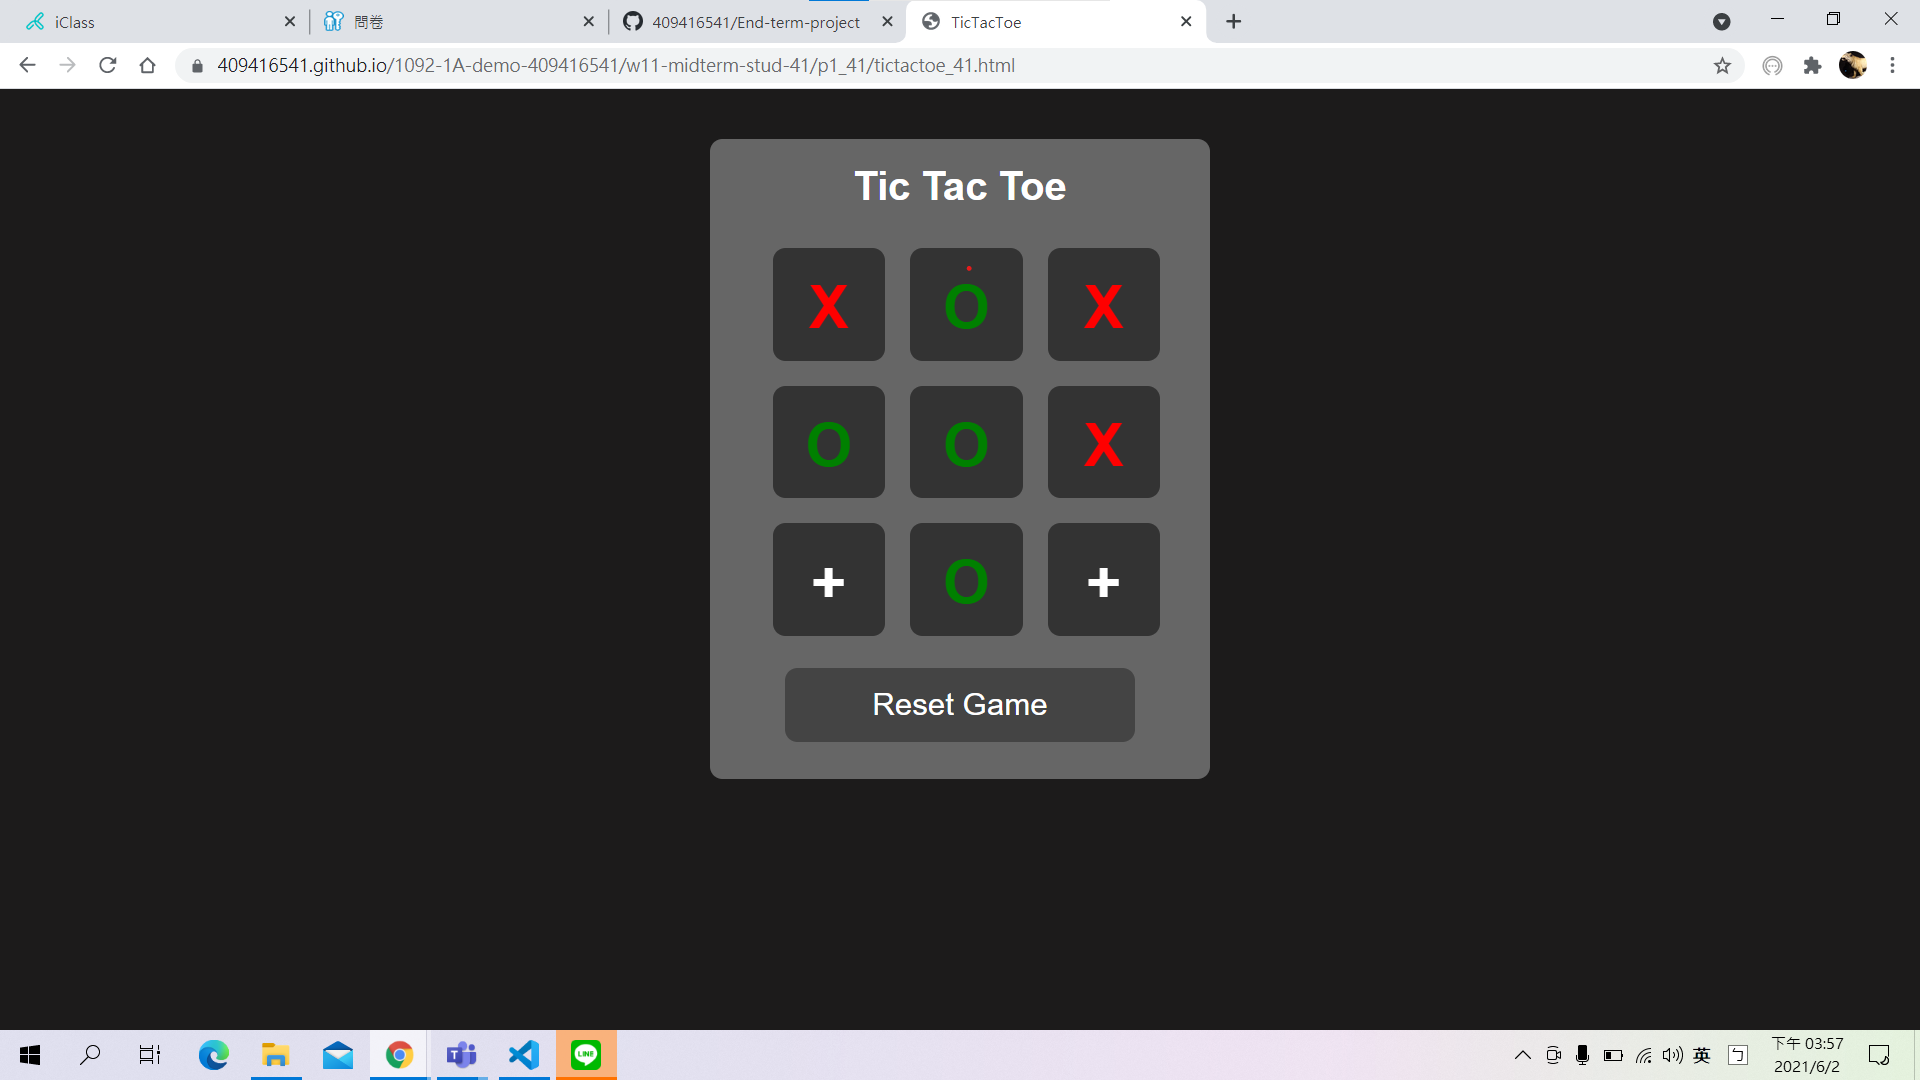 iClass
問卷
409416541/End-term-project
TicTacToe
409416541.github.io/1092-1A-demo-409416541/w11-midterm-stud-41/p1_41/tictactoe_41.html
Tic Tac Toe
X O X
O O X
+ O +
Reset Game
LINE
英
下午 03:57
2021/6/2